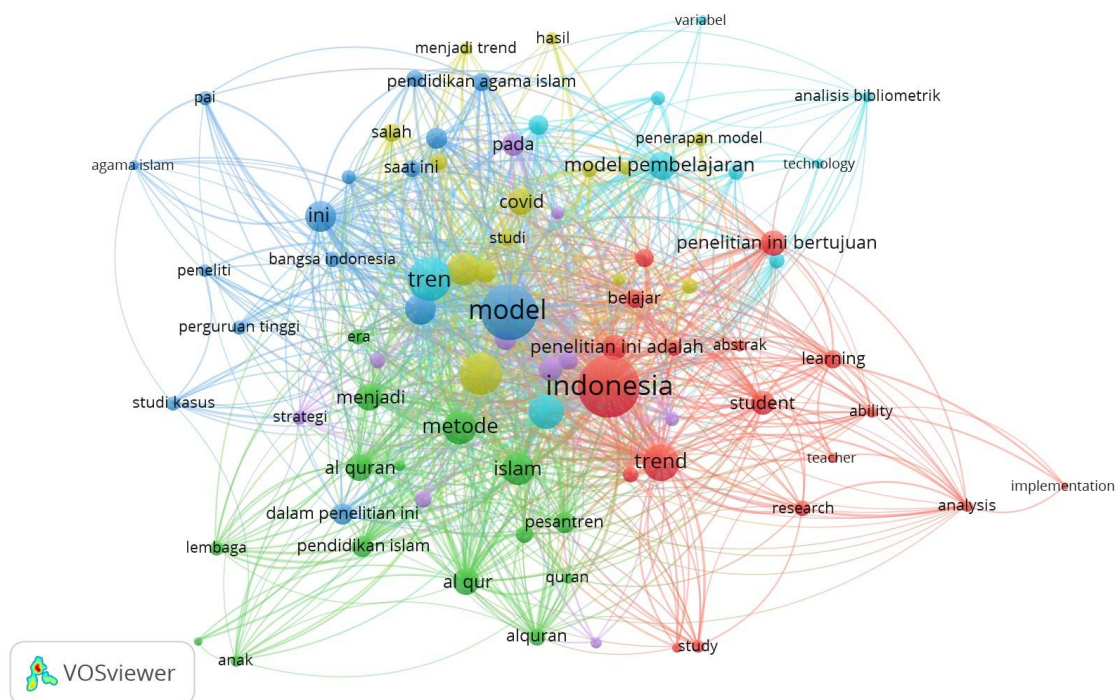 variabel
hasil
menjadi trend
pendidikan agama islam
pai
analisis bibliometrik
salah
pada
penerapan model
agama islam
saat ini
model pembelajaran
technology
covid
ini
studi
penelitian ini bertujuan
bangsa indonesia
peneliti
tren
belajar
model
perguruan tinggi
era
penelitian ini adalah
abstrak
learning
indonesia
menjadi
studi kasus
strategi
student
ability
metode
al quran
islam
trend
teacher
implementation
dalam penelitian ini
pesantren
research
analysis
lembaga
pendidikan islam
al qur
quran
alquran
study
anak
VOSviewer